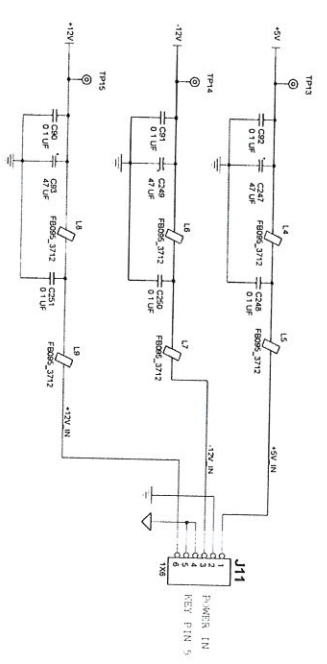 +5V
TP13
C92
0.1 UF
C247
47 UF
L4
FB095_3712
C248
0.1 UF
L5
FB095_3712
+5V_IN
-12V
TP14
C91
0.1 UF
C249
47 UF
L6
FB095_3712
C250
0.1 UF
L7
FB095_3712
-12V_IN
+12V
TP15
C90
0.1 UF
C93
47 UF
L8
FB095_3712
C251
0.1 UF
L9
FB095_3712
+12V_IN
J11
1
2
3
4
5
6
1X6
POWER IN
KEY PIN 5